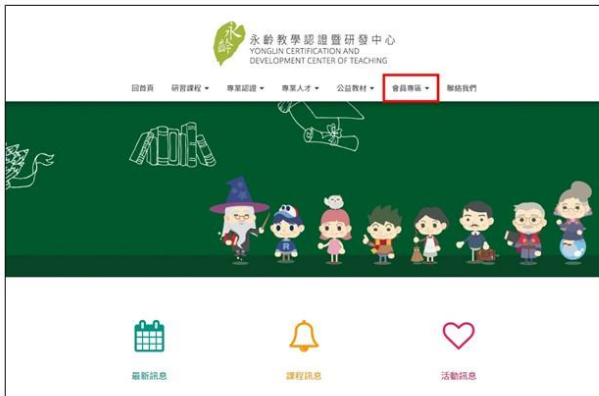 永齡
永齡教學認證暨研發中心
YONGLIN CERTIFICATION AND
DEVELOPMENT CENTER OF TEACHING
回首頁 研習課程 專業認證 專業人才 公益教材 會員專區 聯絡我們
R
最新訊息 課程訊息 活動訊息